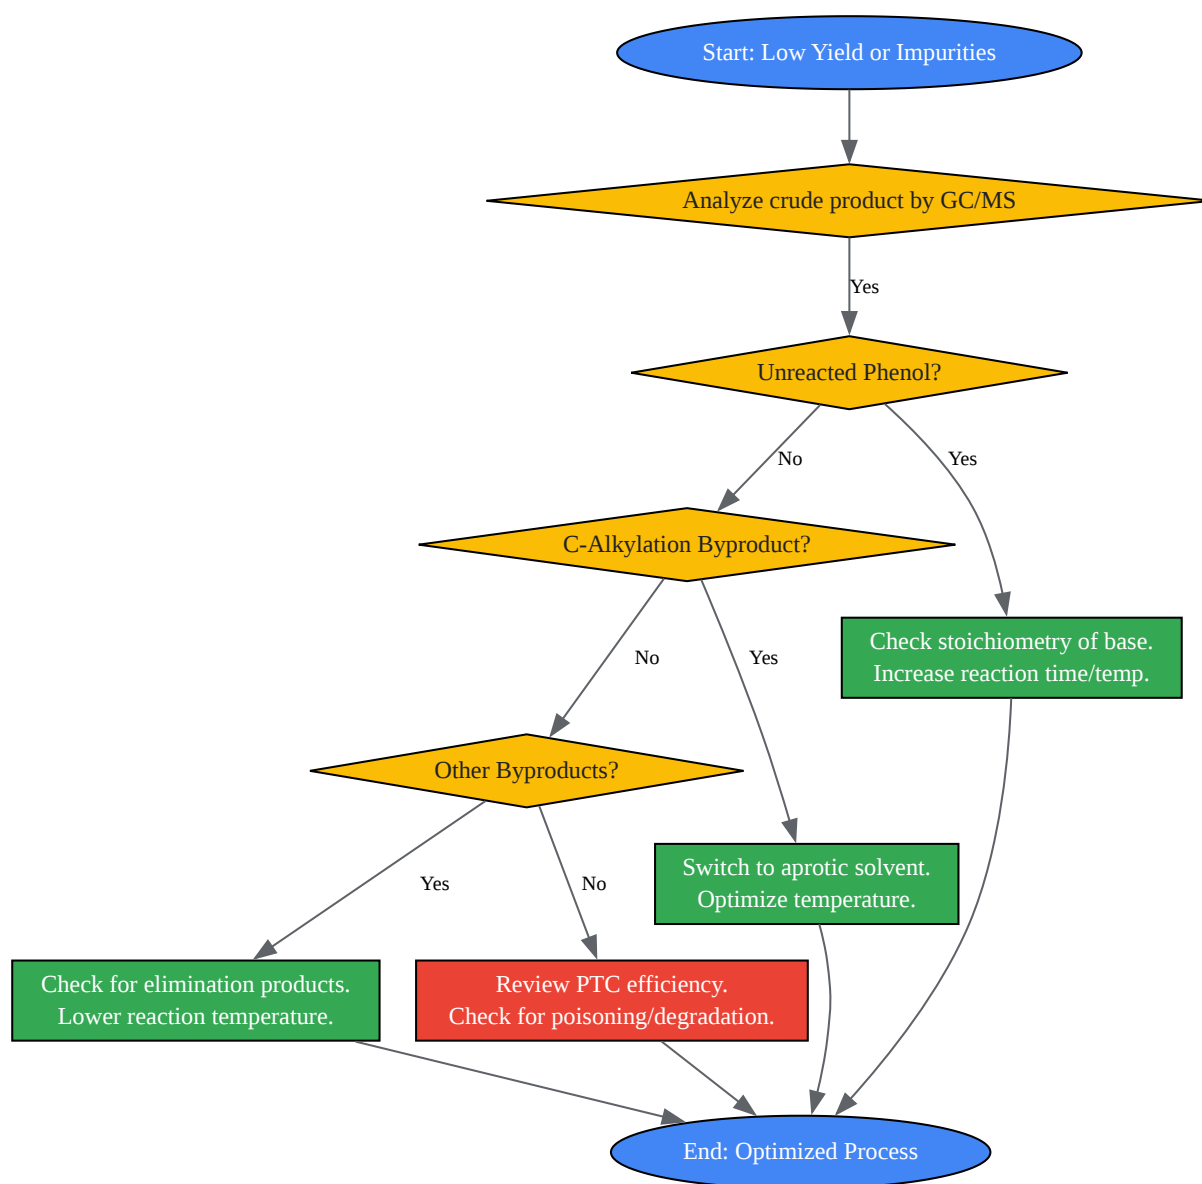 Start: Low Yield or Impurities
Analyze crude product by GC/MS
Yes
Unreacted Phenol?
No
Yes
C-Alkylation Byproduct?
Check stoichiometry of base.
Increase reaction time/temp.
No
Yes
Other Byproducts?
Switch to aprotic solvent.
Optimize temperature.
Yes
No
Check for elimination products.
Lower reaction temperature.
Review PTC efficiency.
Check for poisoning/degradation.
End: Optimized Process